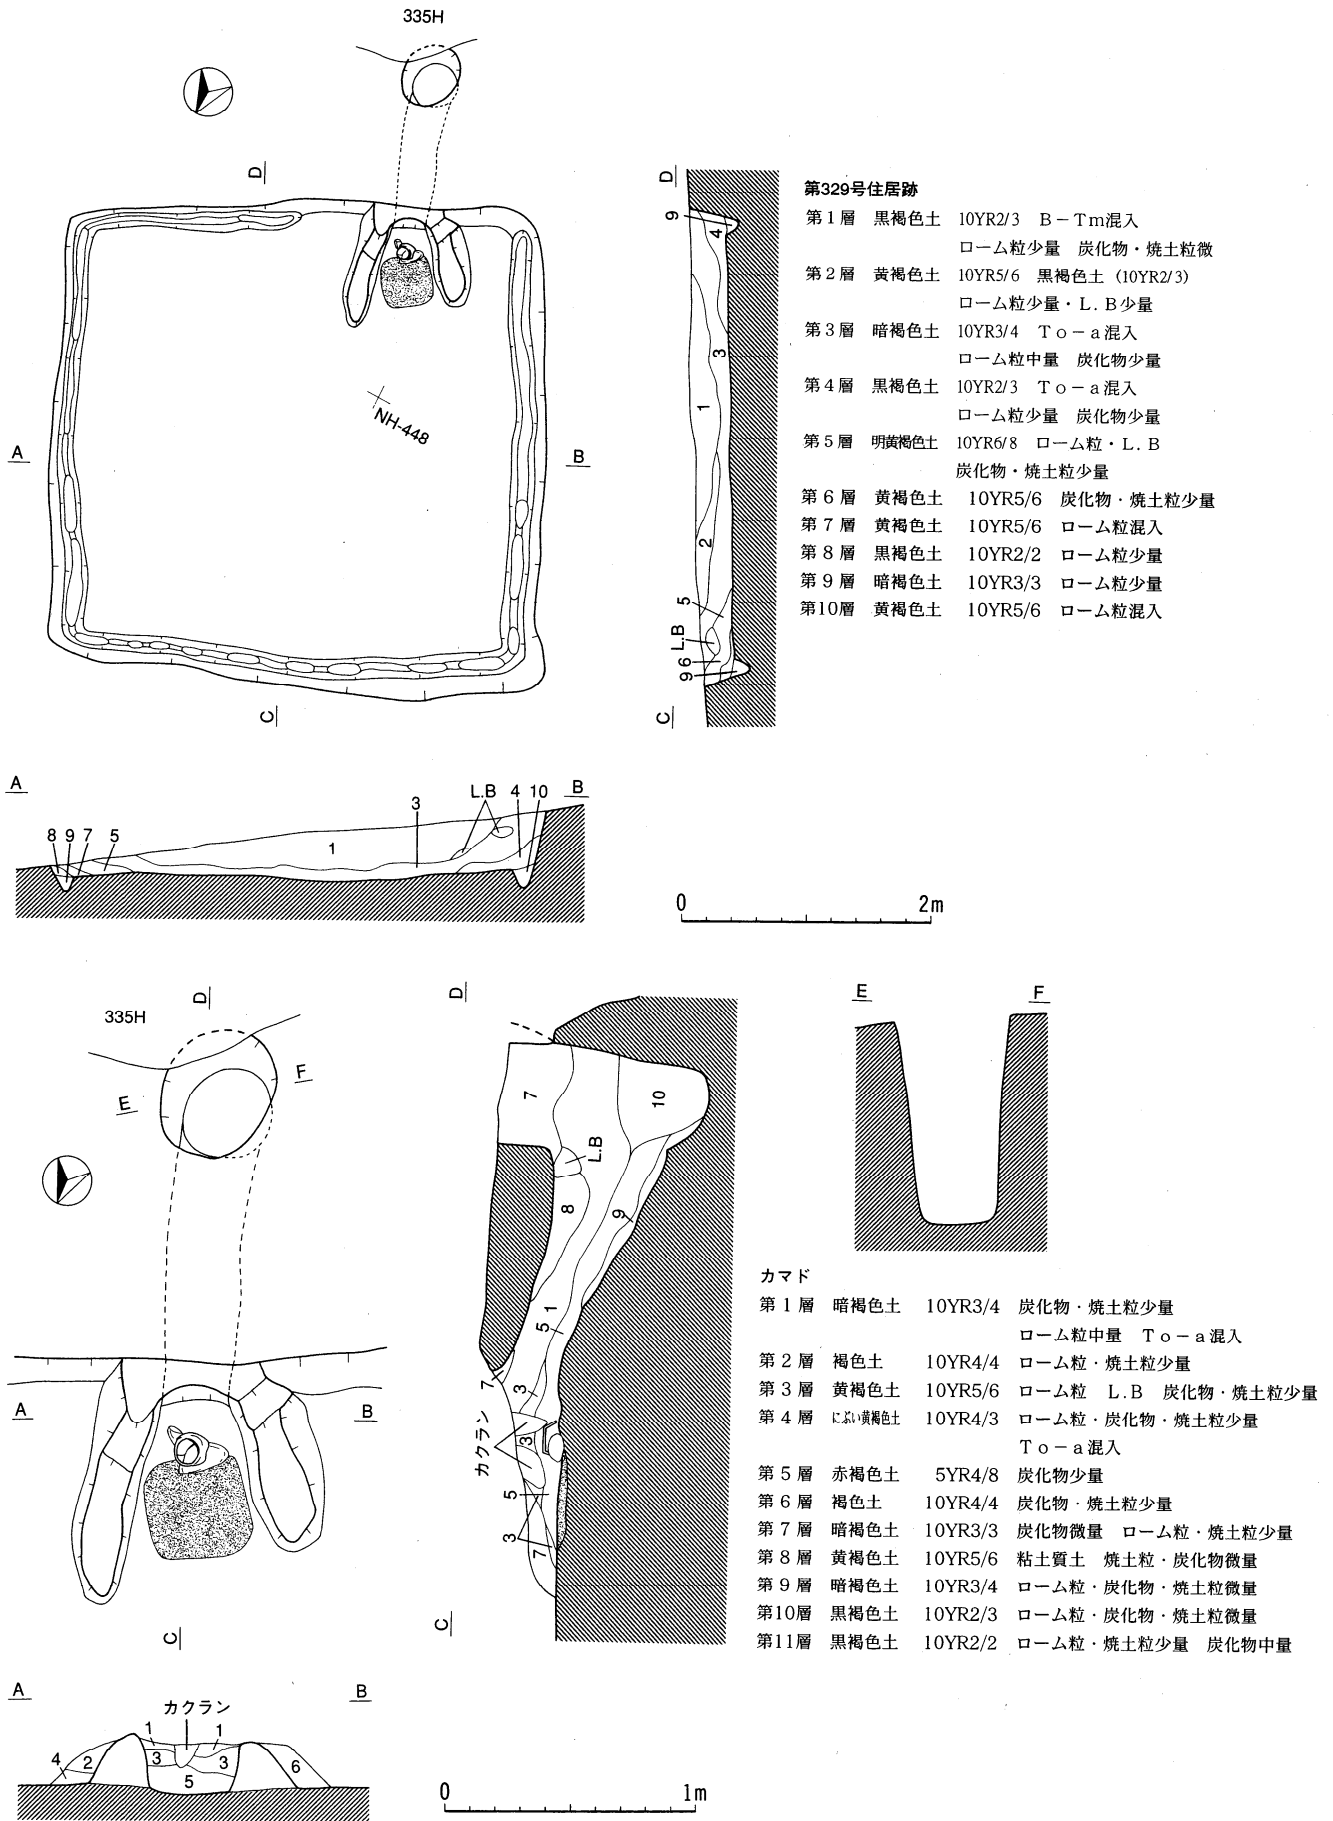 335H
D
A
B
NH-448
C
D
9
4
3
1
2
5
L.B
6
9
C
第329号住居跡
第1層 黒褐色土 10YR2/3 B-Tm混入
ローム粒少量 炭化物・焼土粒微
第2層 黄褐色土 10YR5/6 黒褐色土(10YR2/3)
ローム粒少量・L.B少量
第3層 暗褐色土 10YR3/4 To-a混入
ローム粒中量 炭化物少量
第4層 黒褐色土 10YR2/3 To-a混入
ローム粒少量 炭化物少量
第5層 明黄褐色土 10YR6/8 ローム粒・L.B
炭化物・焼土粒少量
第6層 黄褐色土 10YR5/6 炭化物・焼土粒少量
第7層 黄褐色土 10YR5/6 ローム粒混入
第8層 黒褐色土 10YR2/2 ローム粒少量
第9層 暗褐色土 10YR3/3 ローム粒少量
第10層 黄褐色土 10YR5/6 ローム粒混入
A
B
8 9 7 5
1
3
L.B 4 10
0 2m
335H
D
E
F
A
B
C
D
7
10
L.B
8
9
1
5
3
7
カクラン
3
5
3
7
C
E
F
カマド
第1層 暗褐色土 10YR3/4 炭化物・焼土粒少量
ローム粒中量 To-a混入
第2層 褐色土 10YR4/4 ローム粒・焼土粒少量
第3層 黄褐色土 10YR5/6 ローム粒 L.B 炭化物・焼土粒少量
第4層 にぶい黄褐色土 10YR4/3 ローム粒・炭化物・焼土粒少量
To-a混入
第5層 赤褐色土 5YR4/8 炭化物少量
第6層 褐色土 10YR4/4 炭化物・焼土粒少量
第7層 暗褐色土 10YR3/3 炭化物微量 ローム粒・焼土粒少量
第8層 黄褐色土 10YR5/6 粘土質土 焼土粒・炭化物微量
第9層 暗褐色土 10YR3/4 ローム粒・炭化物・焼土粒微量
第10層 黒褐色土 10YR2/3 ローム粒・炭化物・焼土粒微量
第11層 黒褐色土 10YR2/2 ローム粒・焼土粒少量 炭化物中量
A
B
カクラン
1 1
4 2 3 3 6
5
0 1m